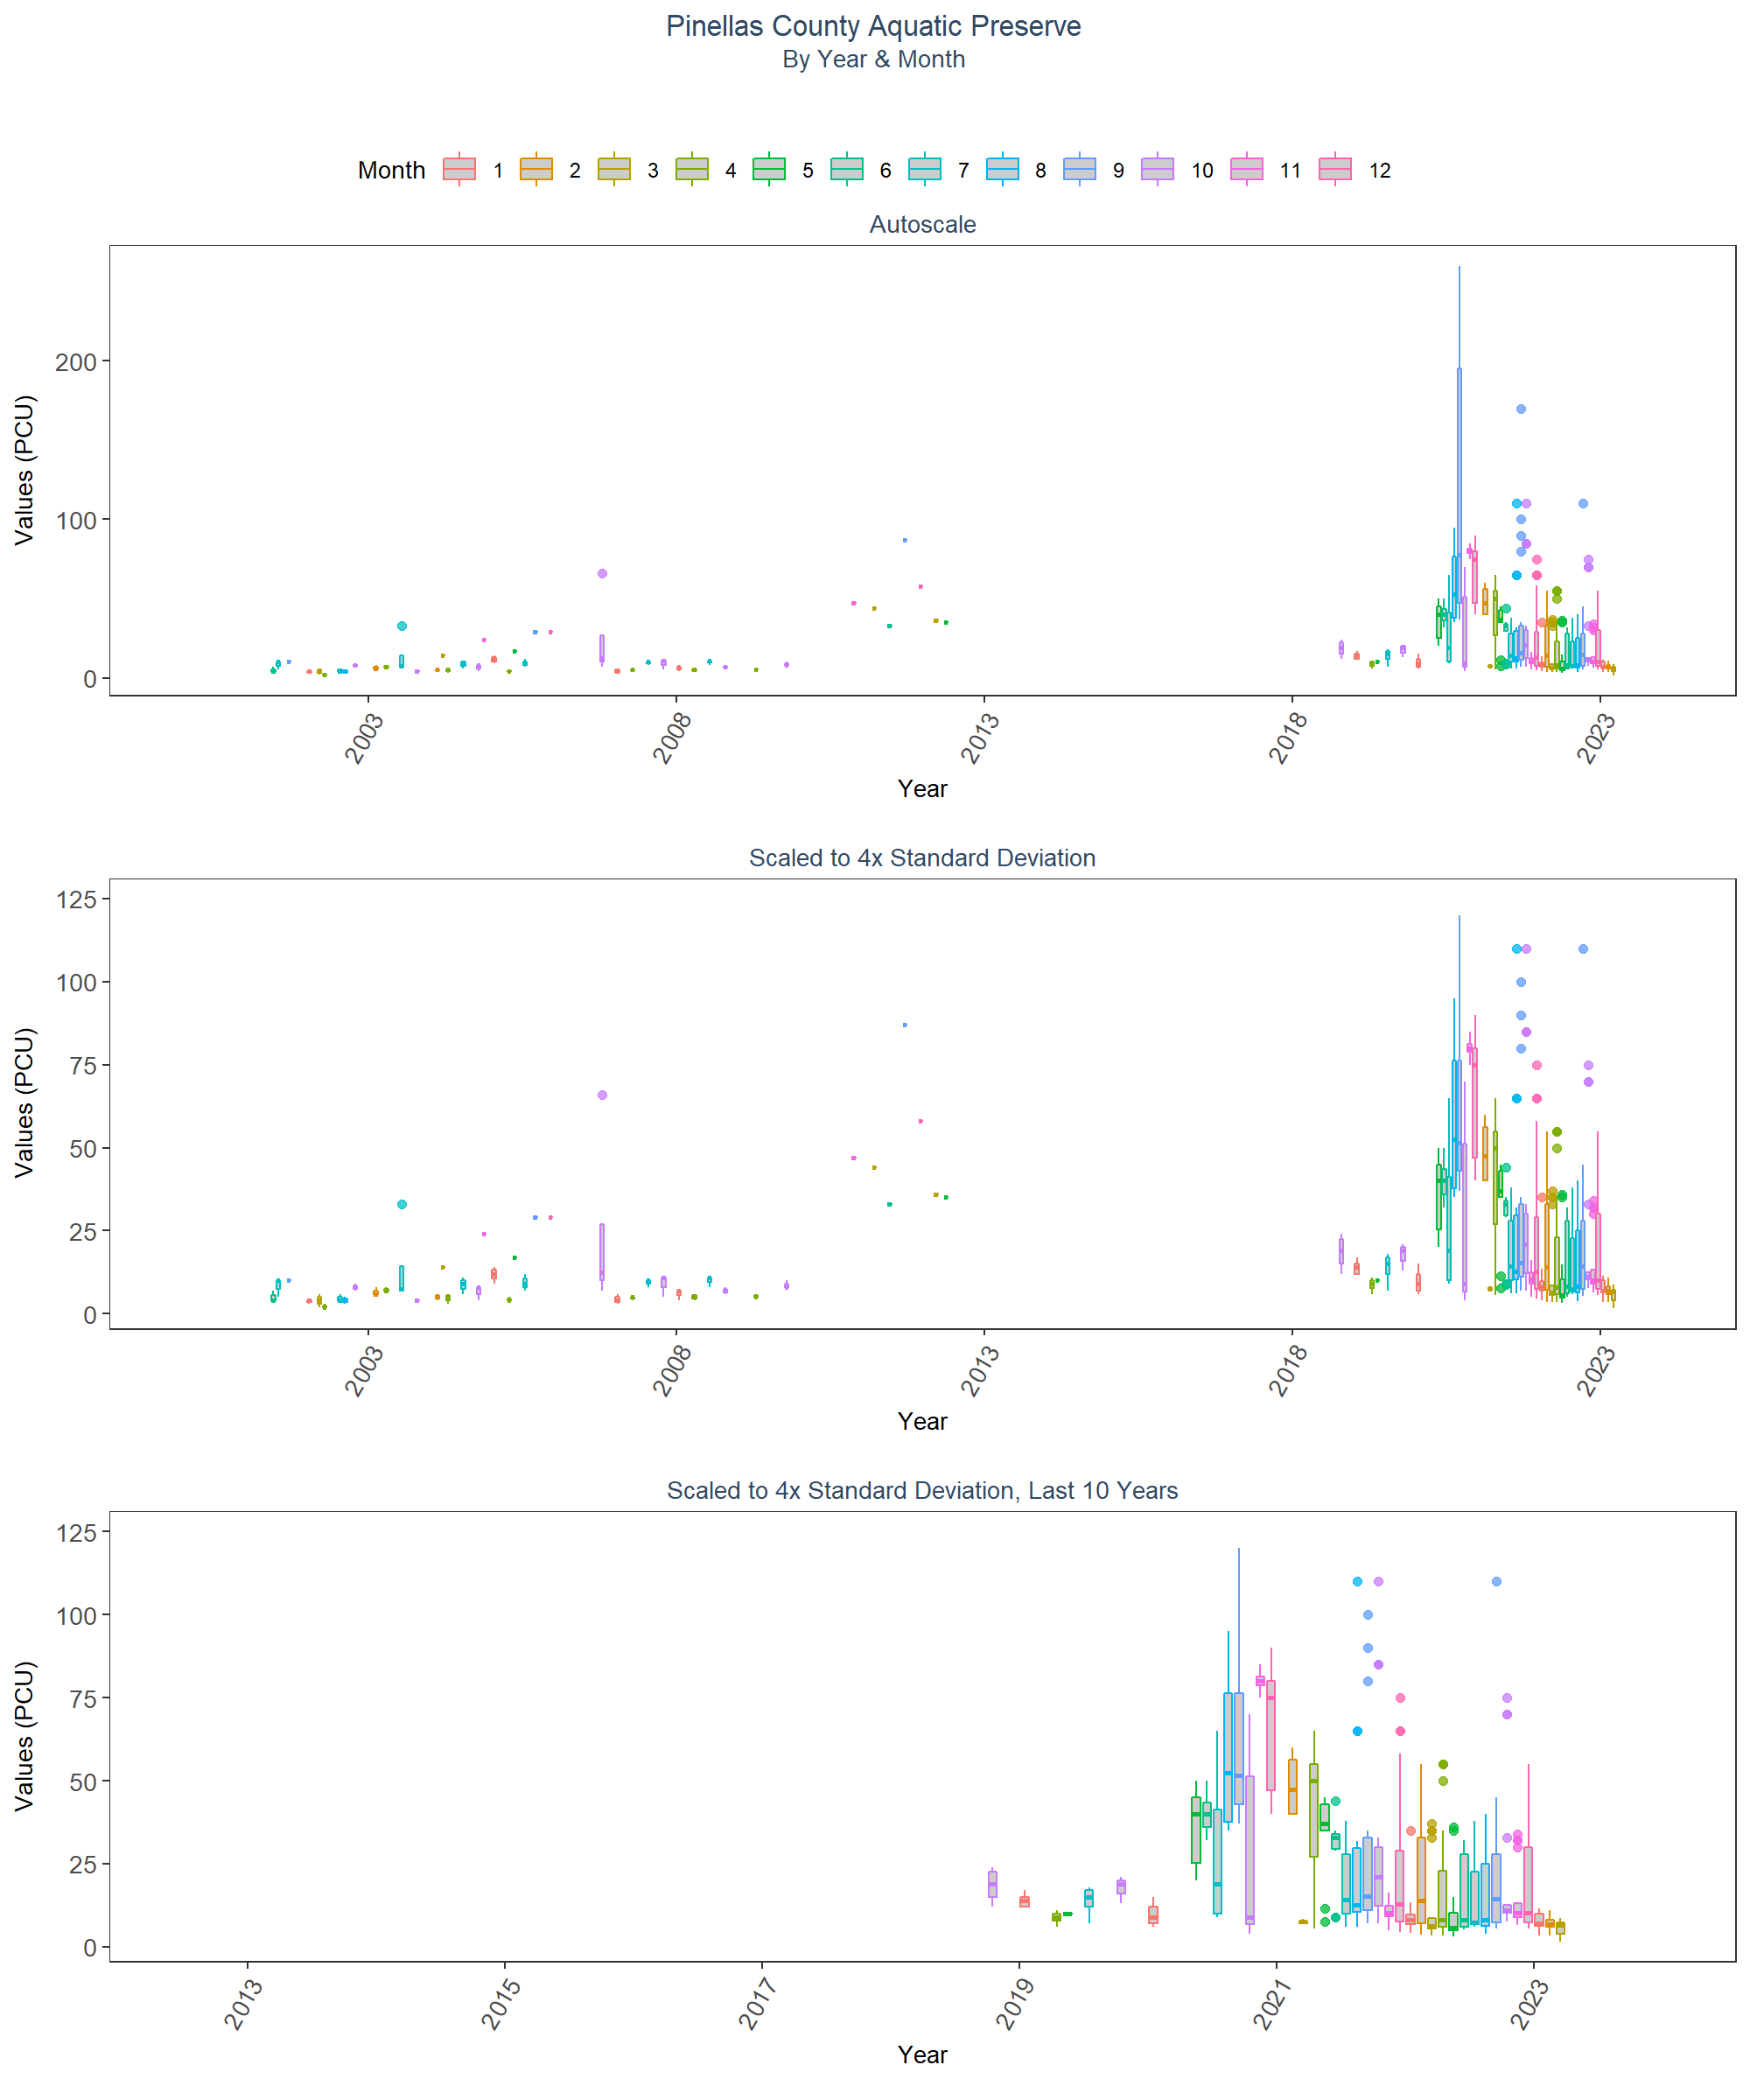 Pinellas County Aquatic Preserve
By Year & Month
Month 1 2 3 4 5 6 7 8 9 10 11 12
Autoscale
Values (PCU)
200
100
0
2003 2008 2013 2018 2023
Year
Scaled to 4x Standard Deviation
Values (PCU)
125
100
75
50
25
0
2003 2008 2013 2018 2023
Year
Scaled to 4x Standard Deviation, Last 10 Years
Values (PCU)
125
100
75
50
25
0
2013 2015 2017 2019 2021 2023
Year